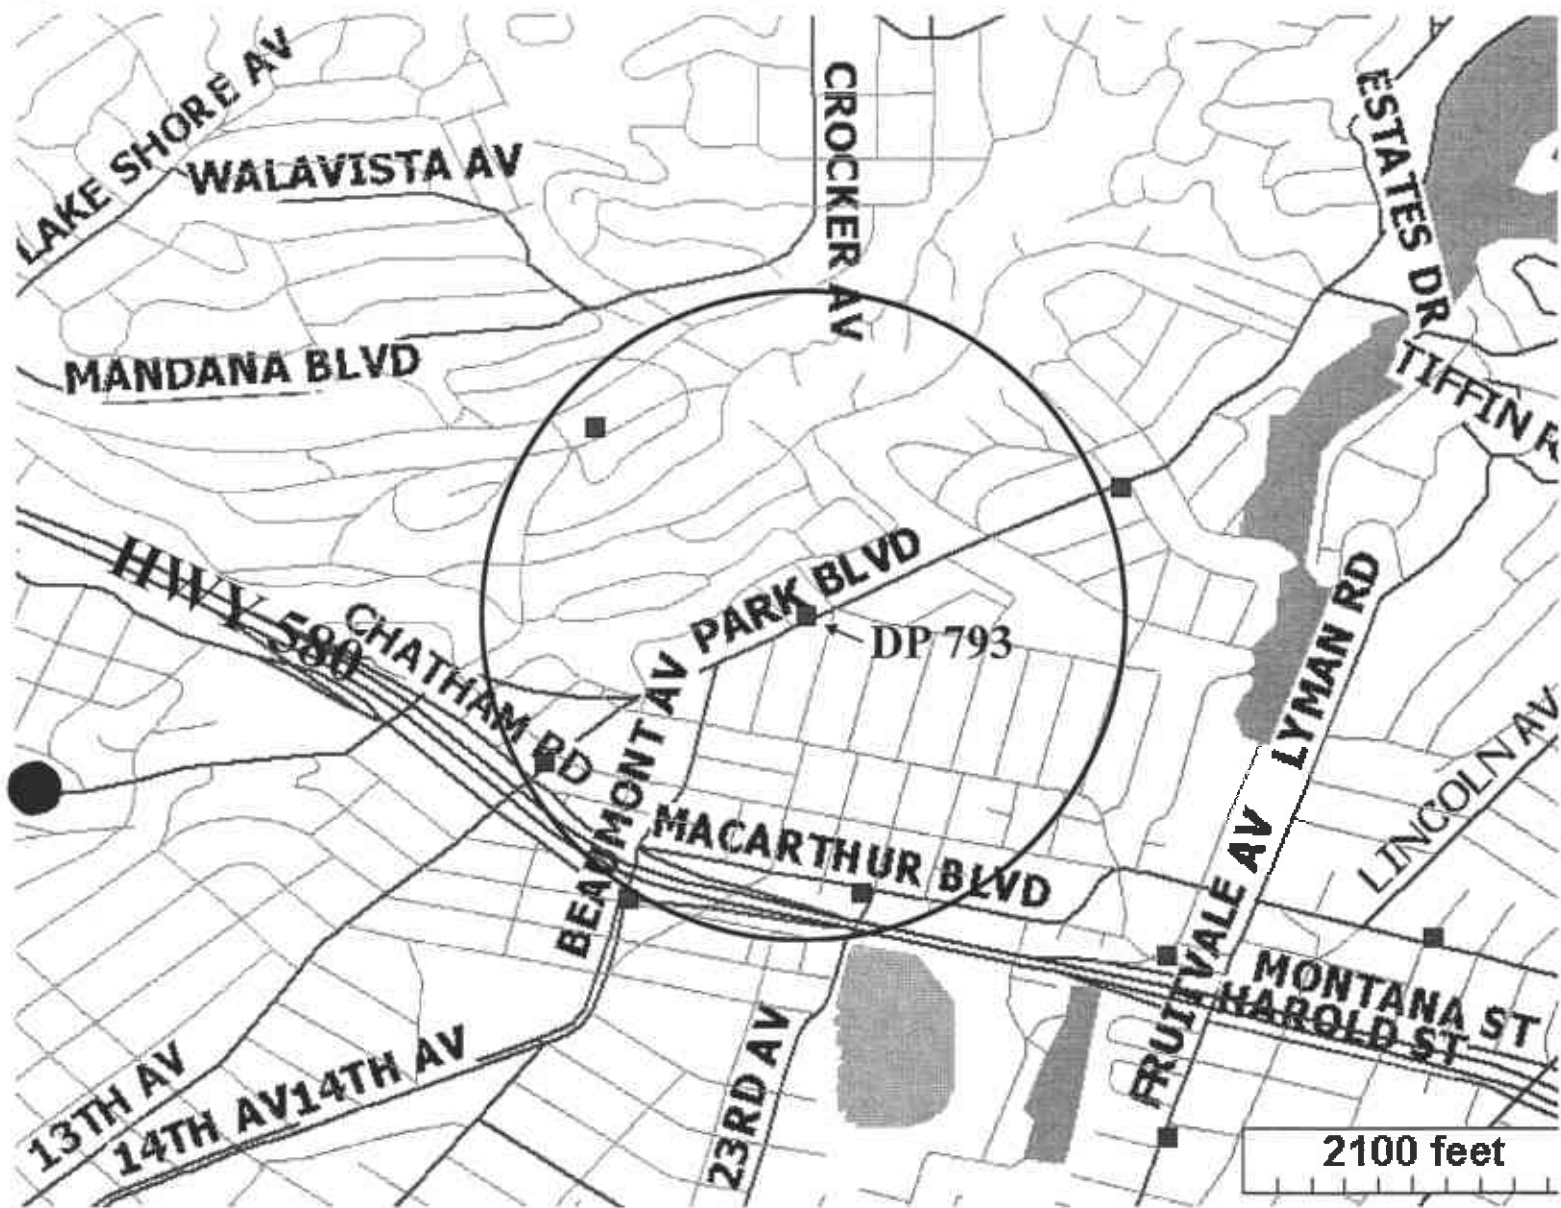 LAKE SHORE AV
WALAVISTA AV
CROCKER AV
ESTATES DR
MANDANA BLVD
TIFFIN R
HWY 580
CHATHAM RD
PARK BLVD
DP 793
BEAUMONT AV
LYMAN RD
MACARTHUR BLVD
LINCOLN AV
FRUITVALE AV
MONTANA ST
HAROLD ST
13TH AV
14TH AV
14TH AV
23RD AV
2100 feet